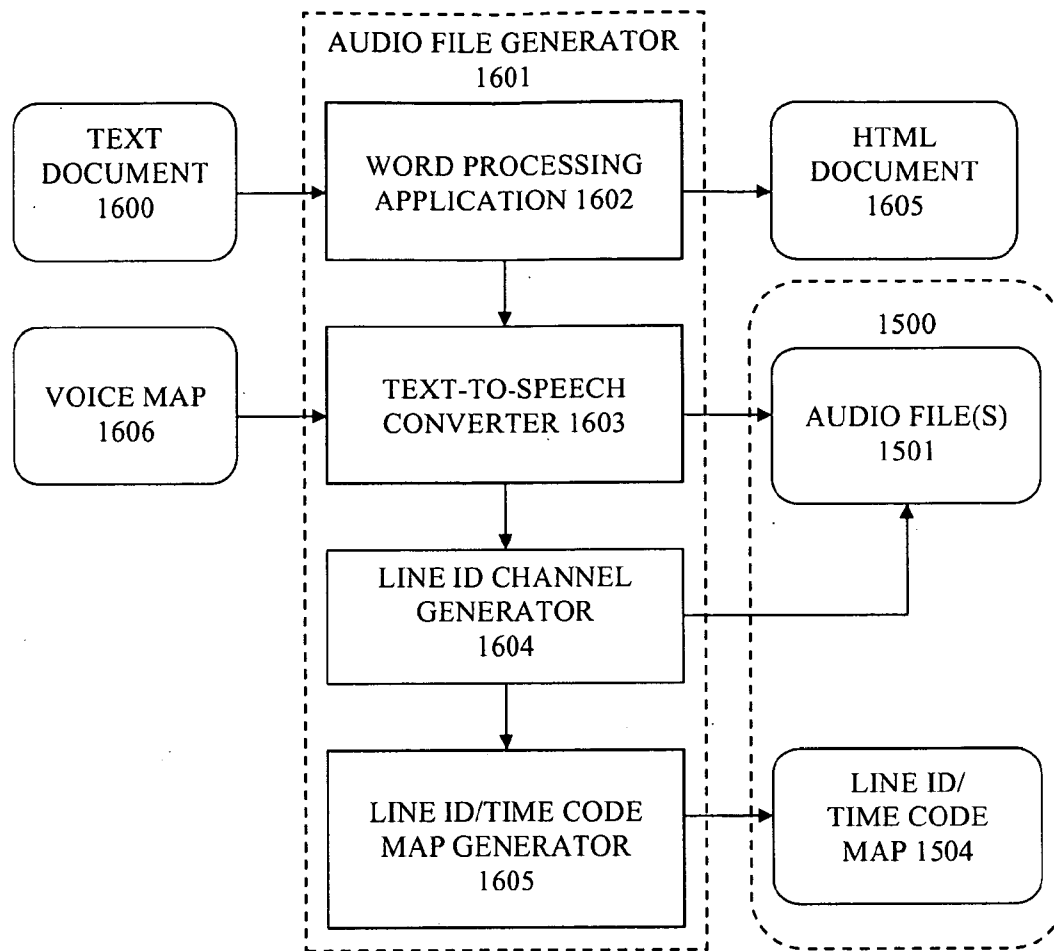 AUDIO FILE GENERATOR
1601
TEXT
DOCUMENT
1600
WORD PROCESSING
APPLICATION 1602
HTML
DOCUMENT
1605
VOICE MAP
1606
TEXT-TO-SPEECH
CONVERTER 1603
1500
AUDIO FILE(S)
1501
LINE ID CHANNEL
GENERATOR
1604
LINE ID/TIME CODE
MAP GENERATOR
1605
LINE ID/
TIME CODE
MAP 1504